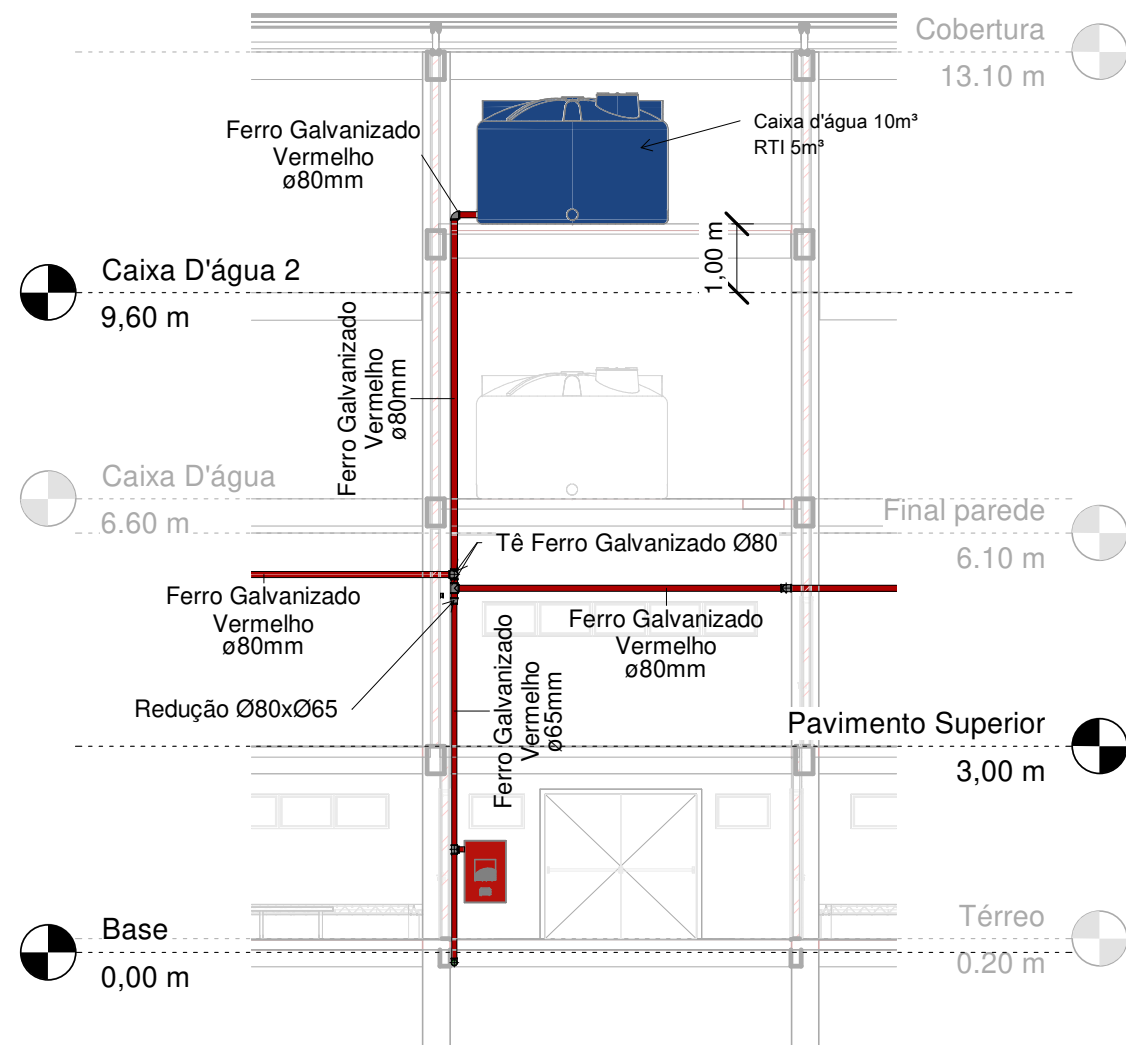 Cobertura
13.10 m
Ferro Galvanizado
Vermelho
ø80mm
Caixa d'água 10m³
RTI 5m³
1,00 m
Caixa D'água 2
9,60 m
Ferro Galvanizado
Vermelho
ø80mm
Caixa D'água
6.60 m
Final parede
6.10 m
Tê Ferro Galvanizado Ø80
Ferro Galvanizado
Vermelho
ø80mm
Ferro Galvanizado
Vermelho
ø80mm
Redução Ø80xØ65
Ferro Galvanizado
Vermelho
ø65mm
Pavimento Superior
3,00 m
Base
0,00 m
Térreo
0.20 m